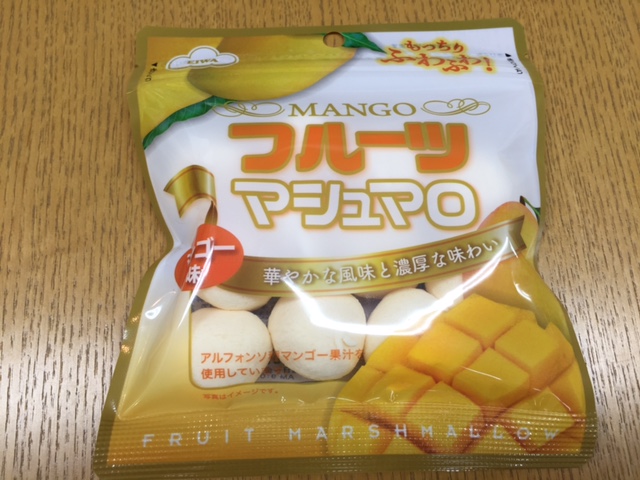 EIWA
もっちり
ふわふわ!
MANGO
フルーツ
マシュマロ
ゴー
味
華やかな風味と濃厚な味わい
アルフォンソ マンゴー果汁を
使用してい
写真はイメージです。
FRUIT MARSHMALLOW